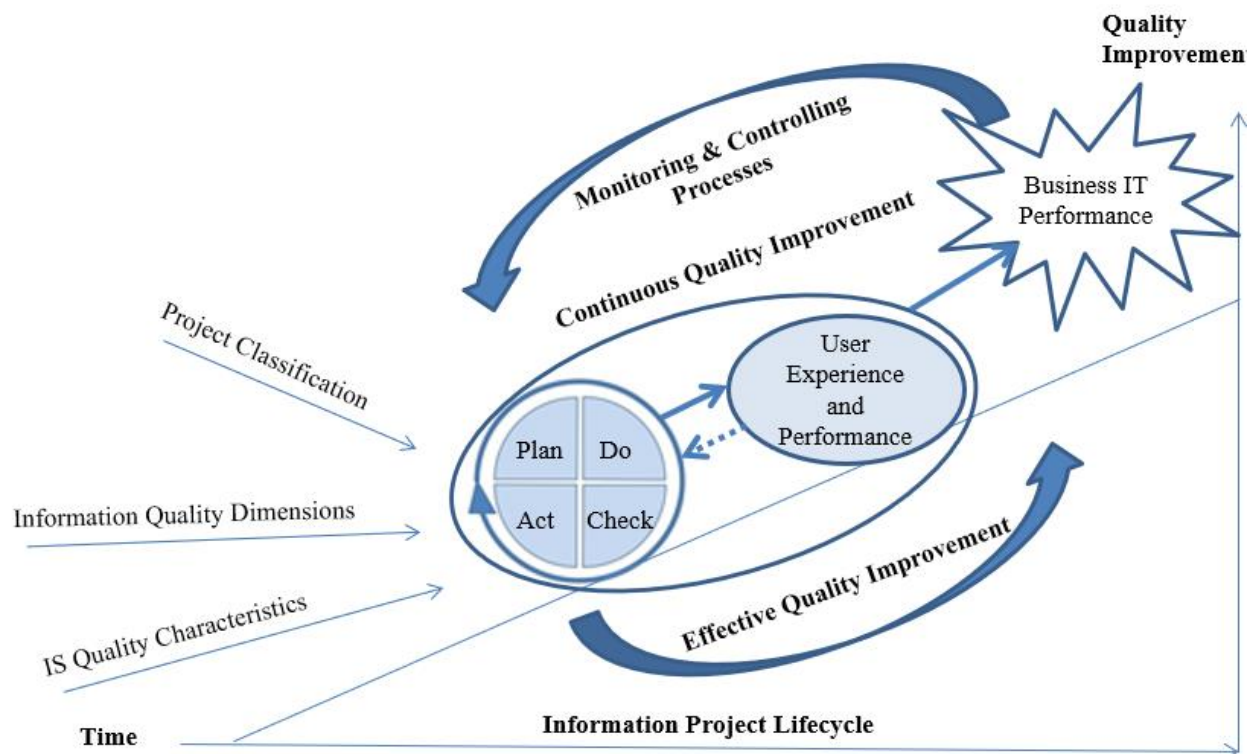 Quality
Improvement
Monitoring & Controlling
Processes
Business IT
Performance
Continuous Quality Improvement
Project Classification
User
Experience
and
Performance
Plan
Do
Act
Check
Information Quality Dimensions
Effective Quality Improvement
IS Quality Characteristics
Time
Information Project Lifecycle